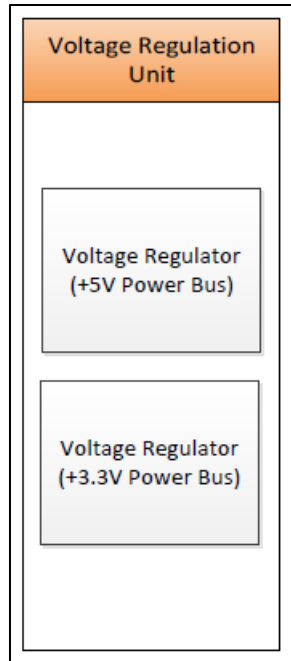 Voltage Regulation
Unit
Voltage Regulator
(+5V Power Bus)
Voltage Regulator
(+3.3V Power Bus)